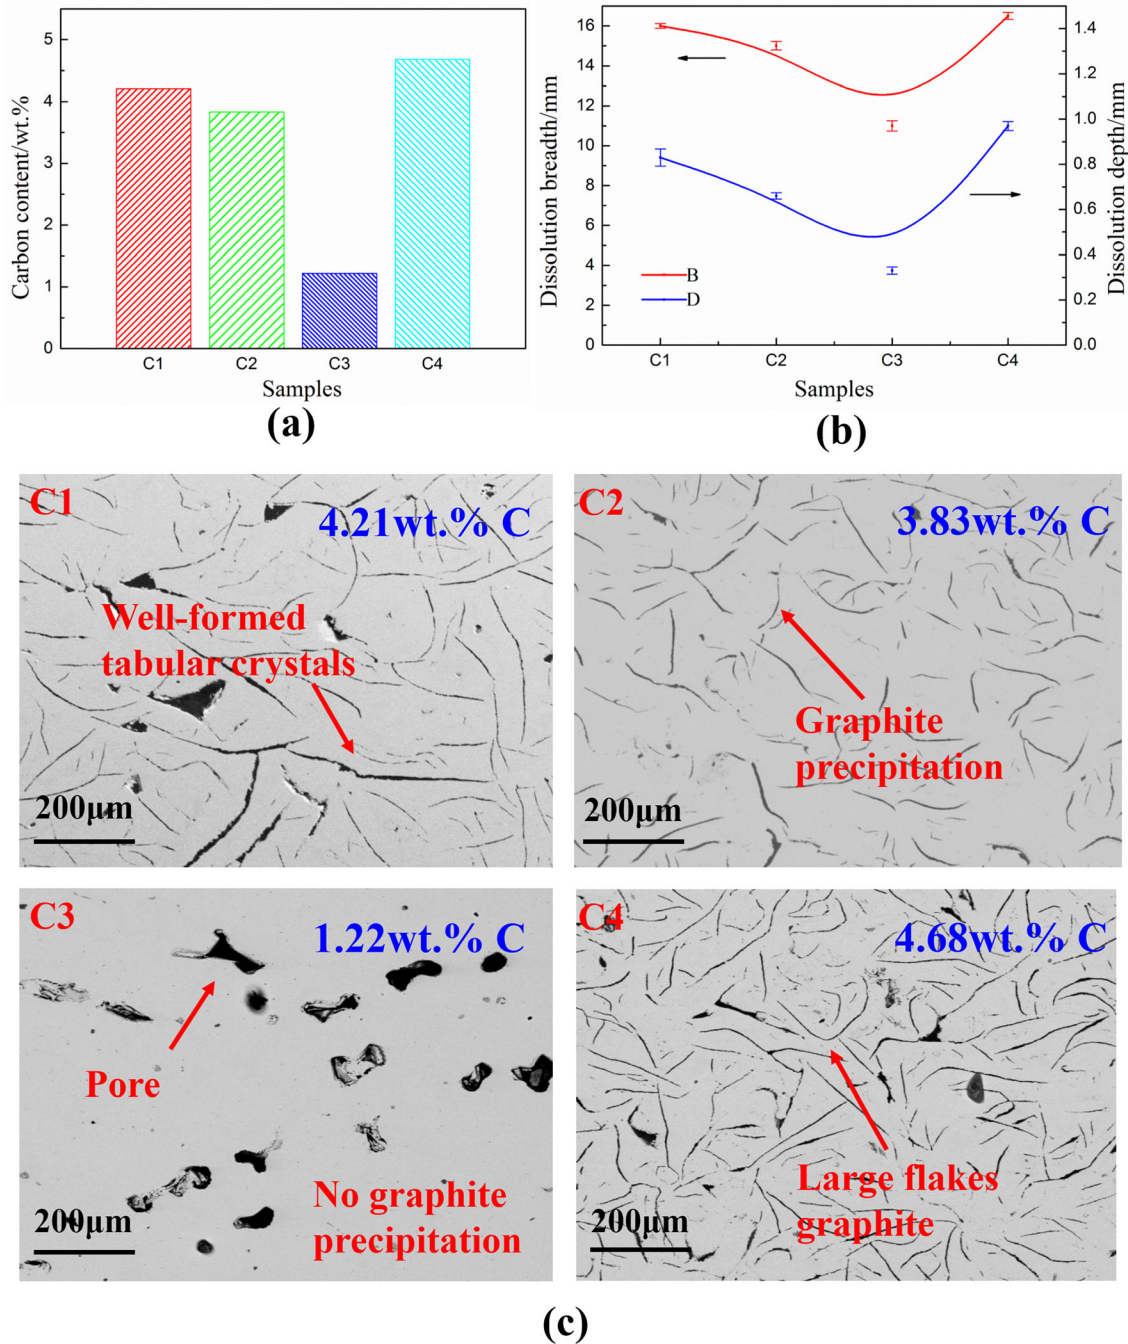 5
4
3
2
1
0
Carbon content/wt.%
C1
C2
C3
C4
Samples
(a)
16
14
12
10
8
6
4
2
0
Dissolution breadth/mm
B
D
1.4
1.2
1.0
0.8
0.6
0.4
0.2
0.0
Dissolution depth/mm
C1
C2
C3
C4
Samples
(b)
C1
4.21wt.% C
Well-formed
tabular crystals
200μm
C2
3.83wt.% C
Graphite
precipitation
200μm
C3
1.22wt.% C
Pore
No graphite
precipitation
200μm
C4
4.68wt.% C
Large flakes
graphite
200μm
(c)